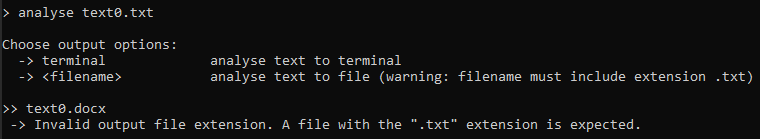 > analyse text0.txt
Choose output options:
-> terminal analyse text to terminal
-> <filename> analyse text to file (warning: filename must include extension .txt)
>> text0.docx
-> Invalid output file extension. A file with the ".txt" extension is expected.